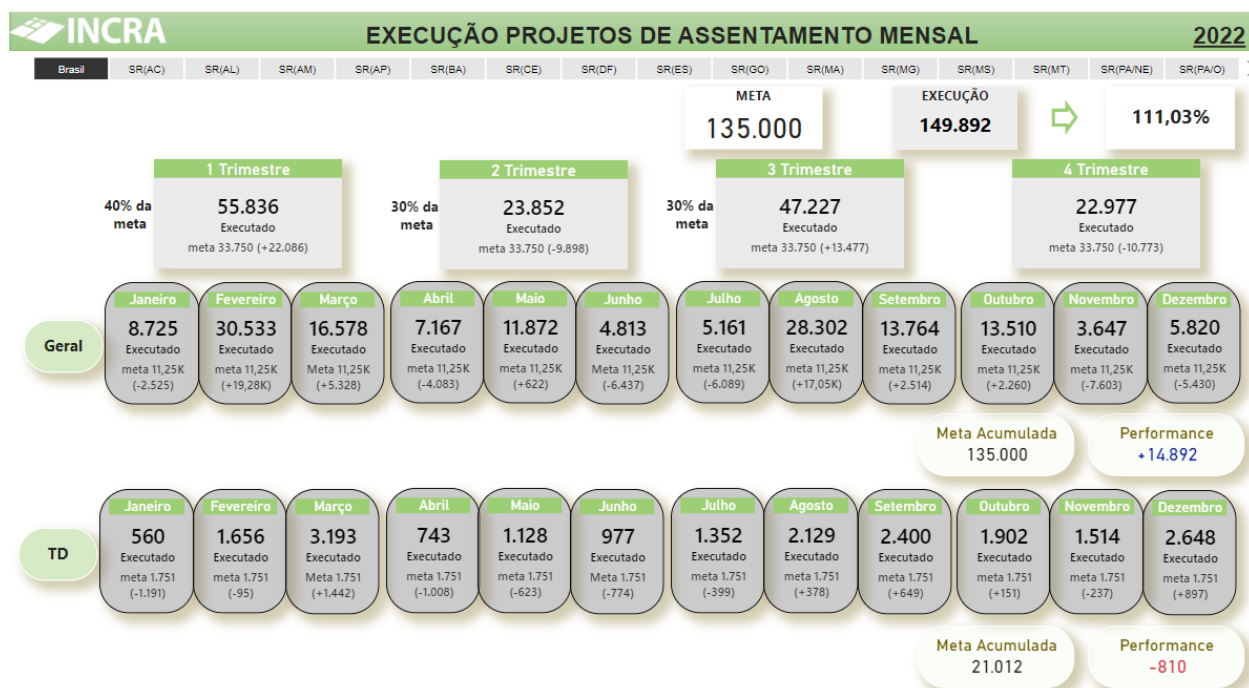 INCRA
EXECUÇÃO PROJETOS DE ASSENTAMENTO MENSAL
2022
Brasil SR(AC) SR(AL) SR(AM) SR(AP) SR(BA) SR(CE) SR(DF) SR(ES) SR(GO) SR(MA) SR(MG) SR(MS) SR(MT) SR(PA/NE) SR(PA/O)
META
135.000
EXECUÇÃO
149.892
111,03%
40% da
meta
1 Trimestre
55.836
Executado
meta 33.750 (+22.086)
30% da
meta
2 Trimestre
23.852
Executado
meta 33.750 (-9.898)
30% da
meta
3 Trimestre
47.227
Executado
meta 33.750 (+13.477)
4 Trimestre
22.977
Executado
meta 33.750 (-10.773)
Geral
Janeiro
8.725
Executado
meta 11,25K
(-2.525)
Fevereiro
30.533
Executado
meta 11,25K
(+19,28K)
Março
16.578
Executado
Meta 11,25K
(+5.328)
Abril
7.167
Executado
meta 11,25K
(-4.083)
Maio
11.872
Executado
meta 11,25K
(+622)
Junho
4.813
Executado
Meta 11,25K
(-6.437)
Julho
5.161
Executado
meta 11,25K
(-6.089)
Agosto
28.302
Executado
meta 11,25K
(+17,05K)
Setembro
13.764
Executado
meta 11,25K
(+2.514)
Outubro
13.510
Executado
meta 11,25K
(+2.260)
Novembro
3.647
Executado
meta 11,25K
(-7.603)
Dezembro
5.820
Executado
meta 11,25K
(-5.430)
Meta Acumulada
135.000
Performance
+14.892
TD
Janeiro
560
Executado
meta 1.751
(-1.191)
Fevereiro
1.656
Executado
meta 1.751
(-95)
Março
3.193
Executado
Meta 1.751
(+1.442)
Abril
743
Executado
meta 1.751
(-1.008)
Maio
1.128
Executado
meta 1.751
(-623)
Junho
977
Executado
Meta 1.751
(-774)
Julho
1.352
Executado
meta 1.751
(-399)
Agosto
2.129
Executado
meta 1.751
(+378)
Setembro
2.400
Executado
meta 1.751
(+649)
Outubro
1.902
Executado
meta 1.751
(+151)
Novembro
1.514
Executado
meta 1.751
(-237)
Dezembro
2.648
Executado
meta 1.751
(+897)
Meta Acumulada
21.012
Performance
-810